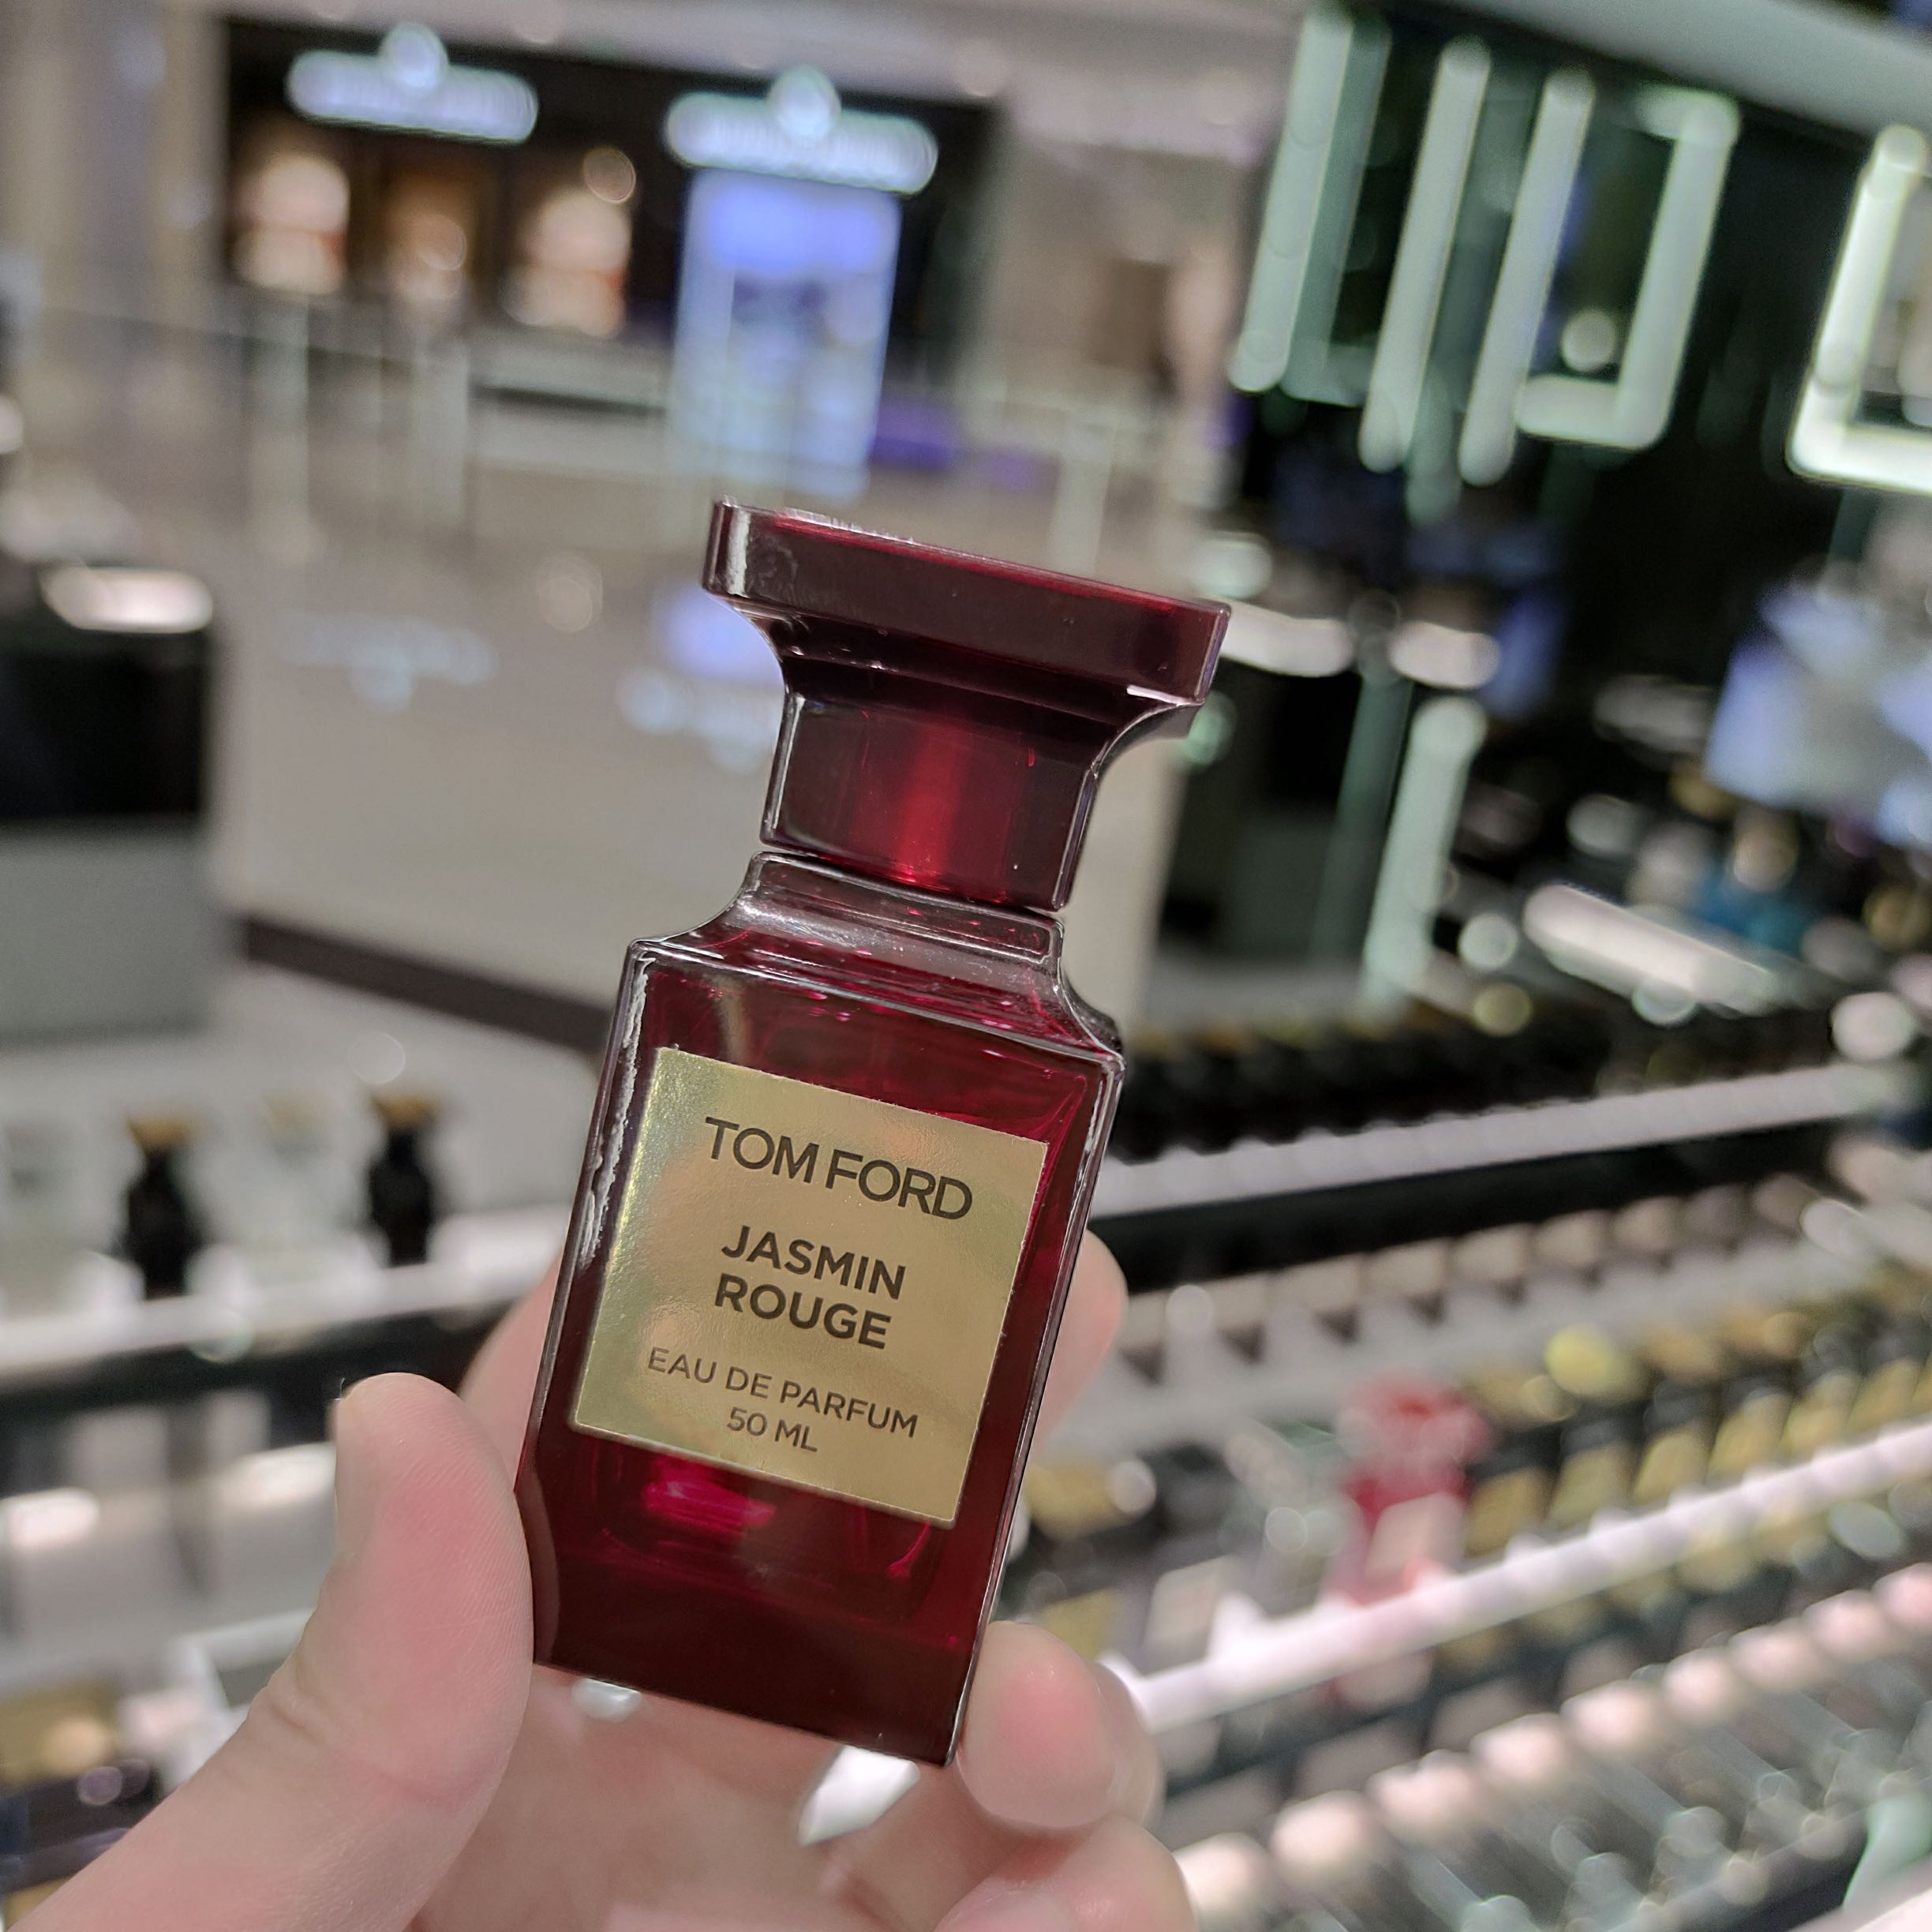 TOM FORD
JASMIN
ROUGE
EAU DE PARFUM
50 ML